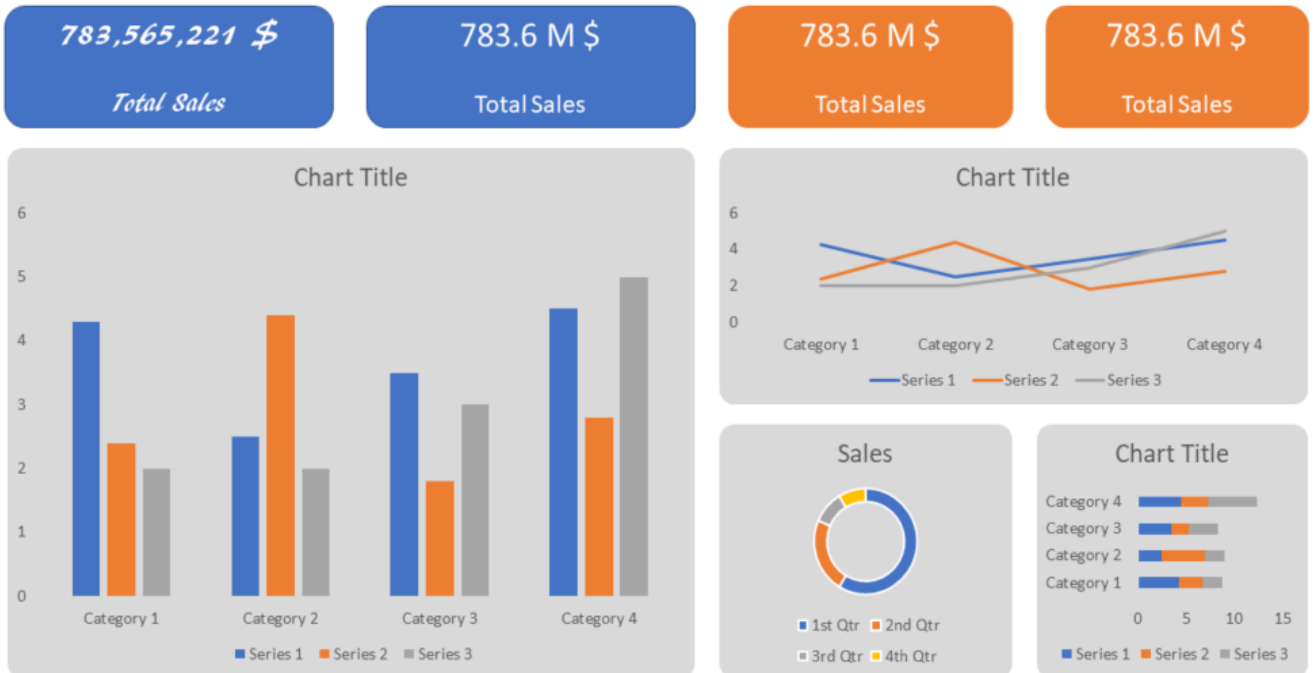 783,565,221 $
Total Sales
783.6 M $
Total Sales
783.6 M $
Total Sales
783.6 M $
Total Sales
Chart Title
6
5
4
3
2
1
0
Category 1 Category 2 Category 3 Category 4
Series 1 Series 2 Series 3
Chart Title
6
4
2
0
Category 1 Category 2 Category 3 Category 4
Series 1 Series 2 Series 3
Sales
1st Qtr 2nd Qtr
3rd Qtr 4th Qtr
Chart Title
Category 4
Category 3
Category 2
Category 1
0 5 10 15
Series 1 Series 2 Series 3